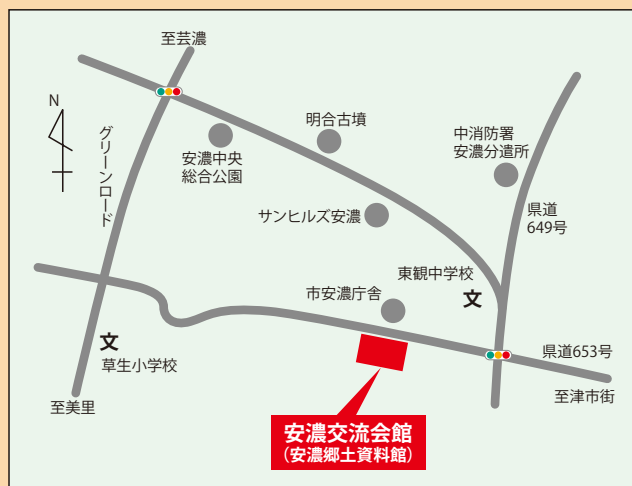 至芸濃
N
グリーンロード
安濃中央
総合公園
明合古墳
中消防署
安濃分遣所
サンヒルズ安濃
県道
649号
東観中学校
文
市安濃庁舎
文
草生小学校
県道653号
至美里
至津市街
安濃交流会館
（安濃郷土資料館）